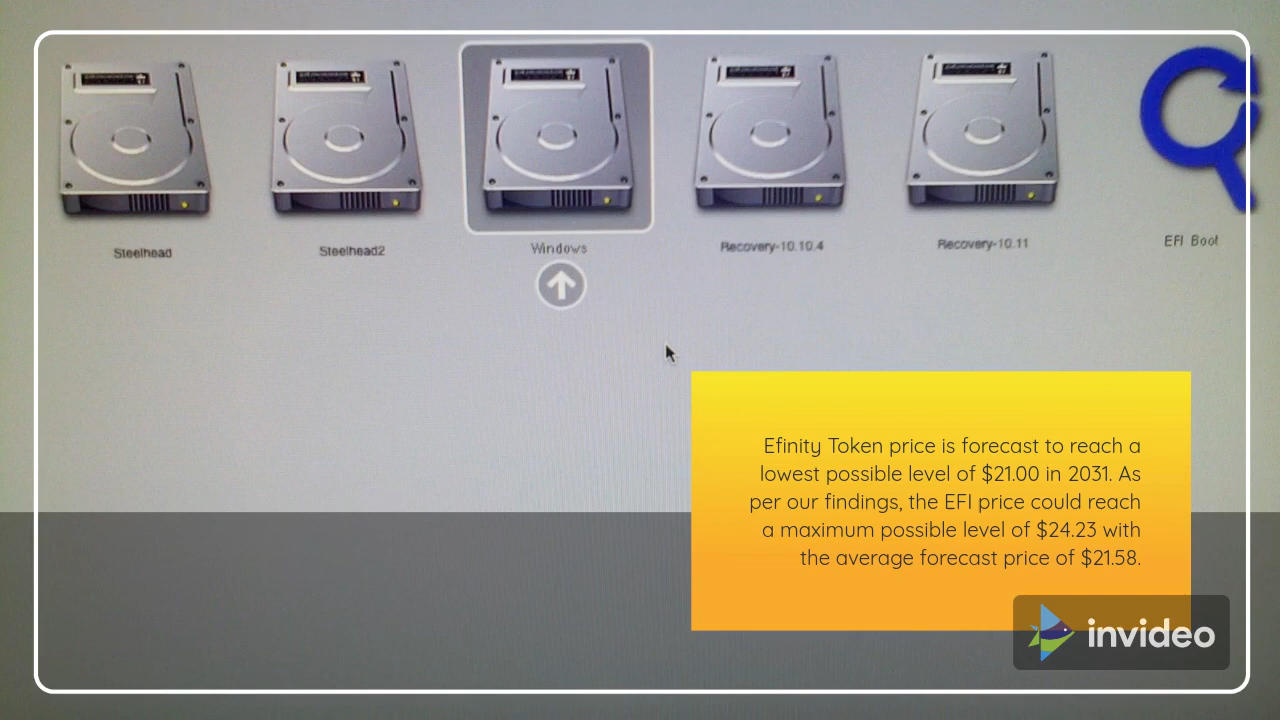 Steelhead
Steelhead2
Windows
Recovery-10.10.4
Recovery-10.11
EFI Boot
Efinity Token price is forecast to reach a
lowest possible level of $21.00 in 2031. As
per our findings, the EFI price could reach
a maximum possible level of $24.23 with
the average forecast price of $21.58.
invideo